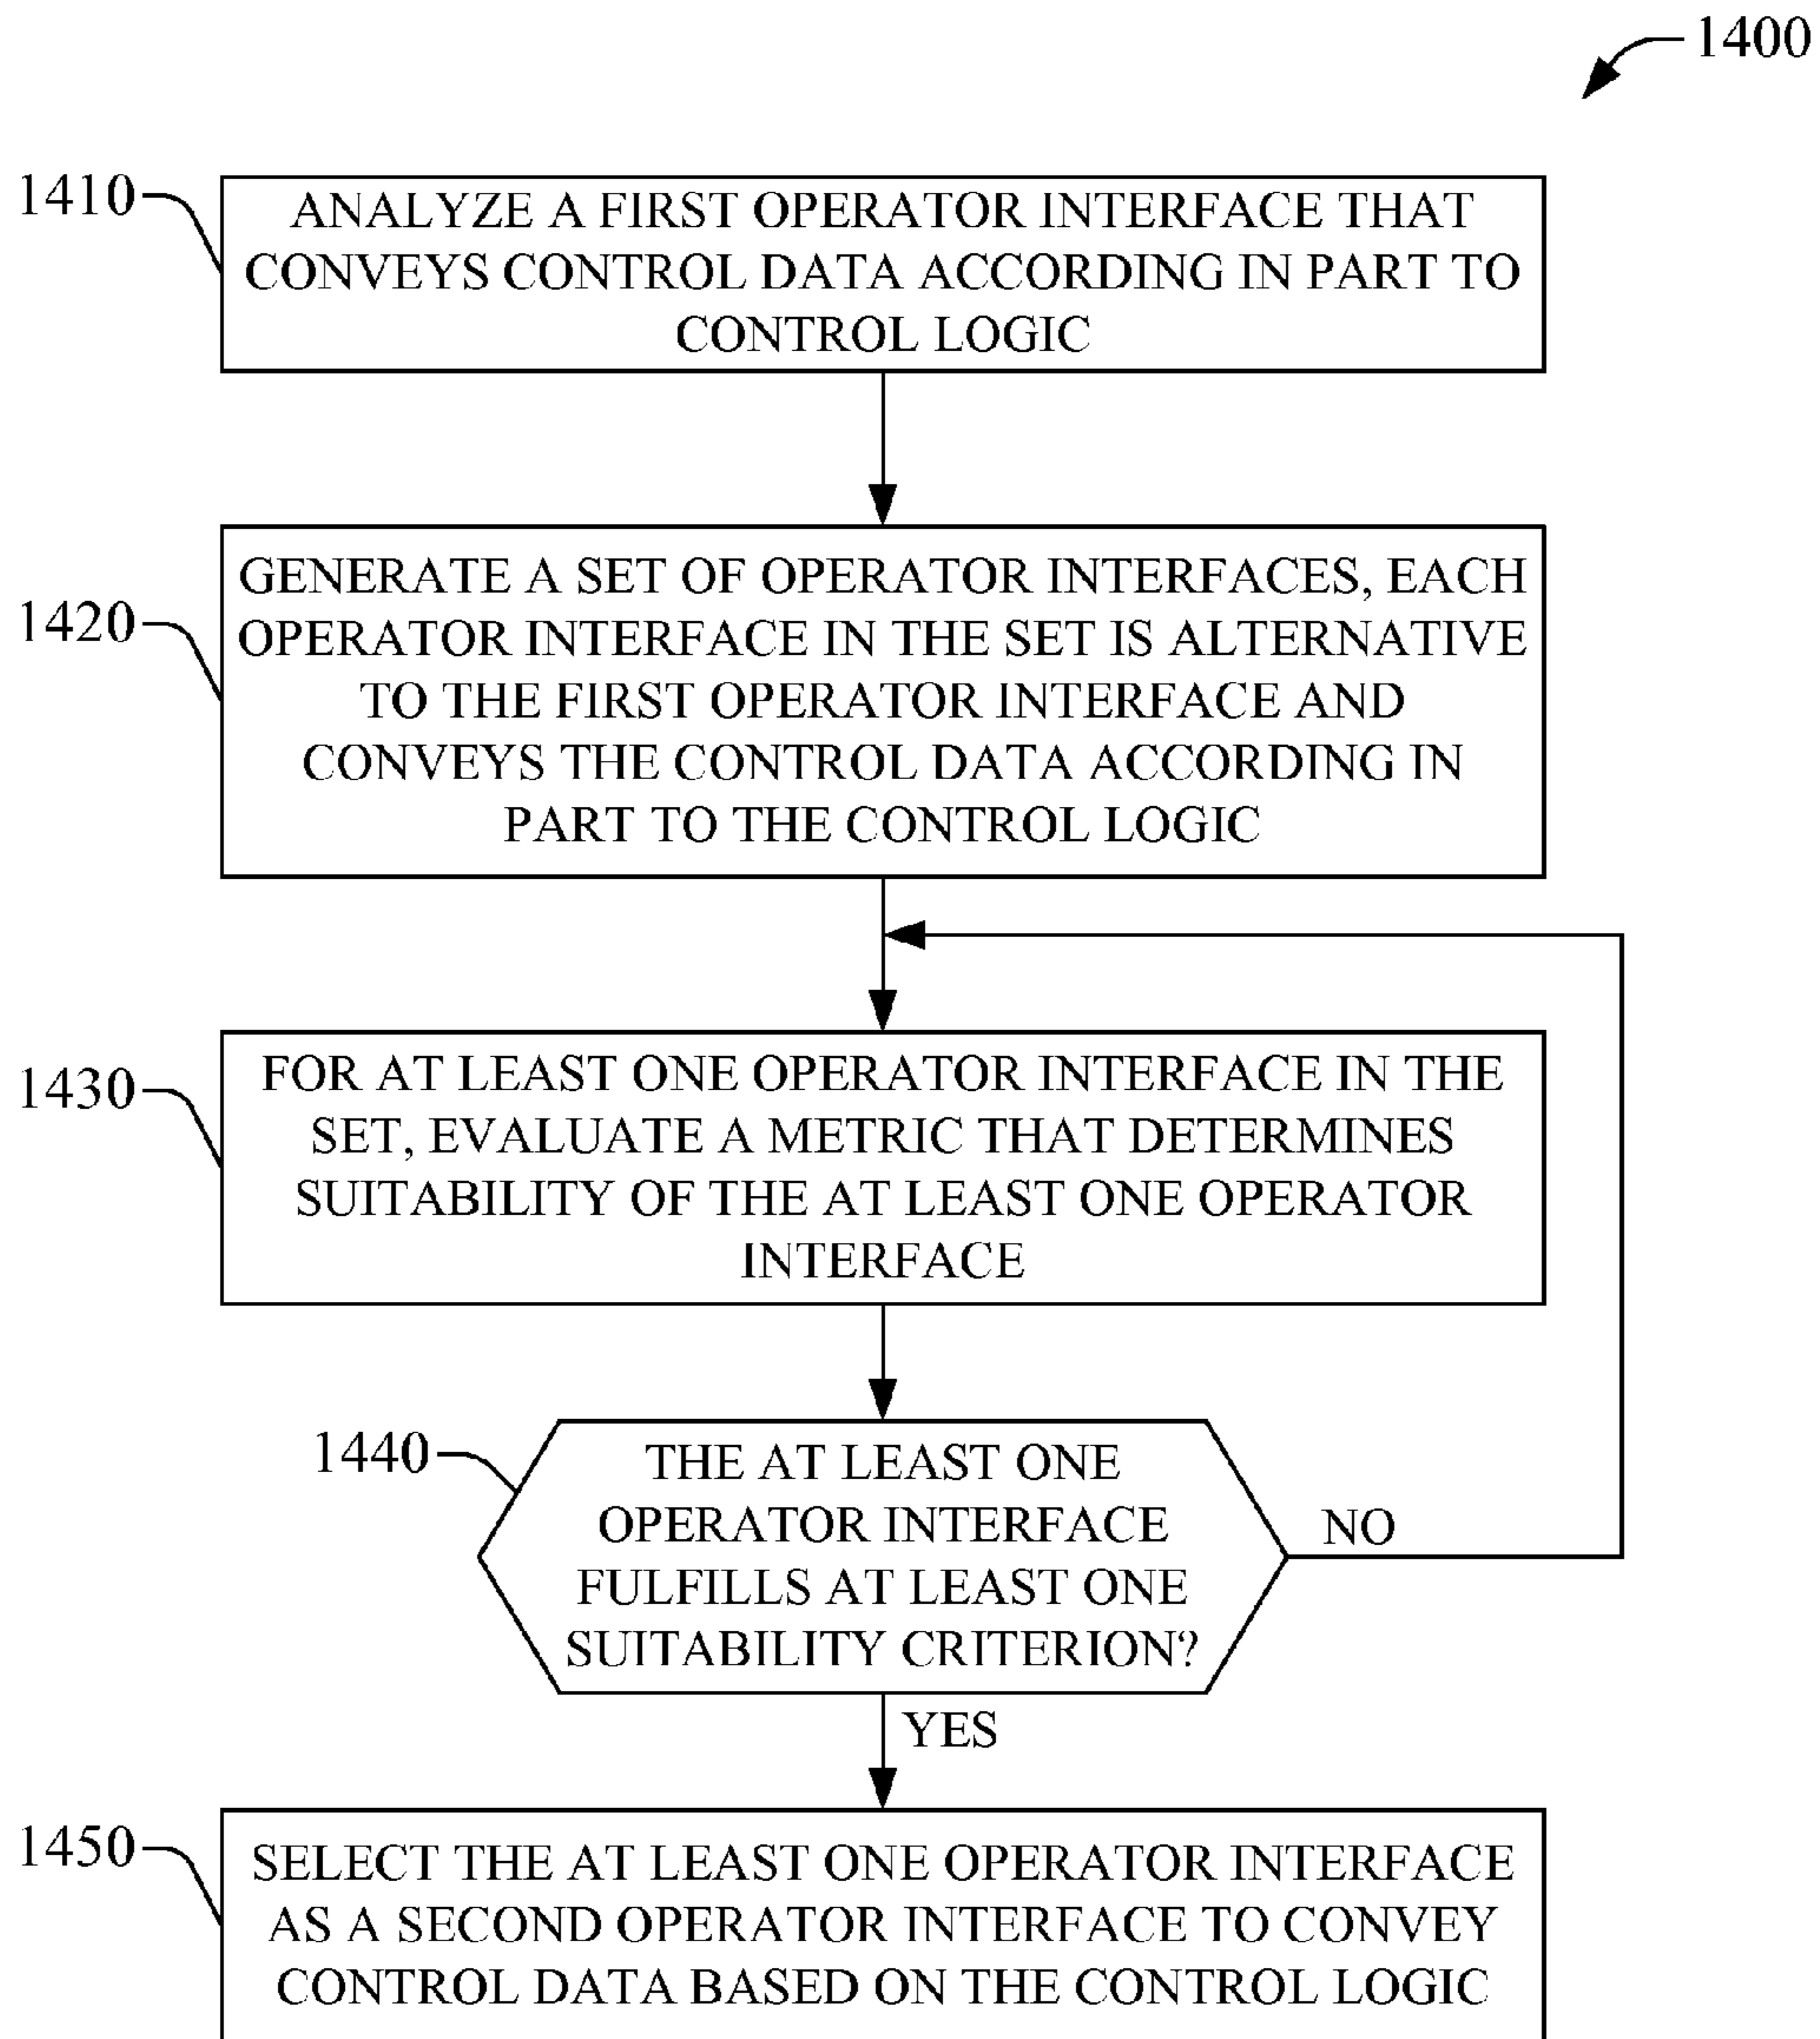 1400
1410
ANALYZE A FIRST OPERATOR INTERFACE THAT
CONVEYS CONTROL DATA ACCORDING IN PART TO
CONTROL LOGIC
1420
GENERATE A SET OF OPERATOR INTERFACES, EACH
OPERATOR INTERFACE IN THE SET IS ALTERNATIVE
TO THE FIRST OPERATOR INTERFACE AND
CONVEYS THE CONTROL DATA ACCORDING IN
PART TO THE CONTROL LOGIC
1430
FOR AT LEAST ONE OPERATOR INTERFACE IN THE
SET, EVALUATE A METRIC THAT DETERMINES
SUITABILITY OF THE AT LEAST ONE OPERATOR
INTERFACE
1440
THE AT LEAST ONE
OPERATOR INTERFACE
FULFILLS AT LEAST ONE
SUITABILITY CRITERION?
NO
YES
1450
SELECT THE AT LEAST ONE OPERATOR INTERFACE
AS A SECOND OPERATOR INTERFACE TO CONVEY
CONTROL DATA BASED ON THE CONTROL LOGIC